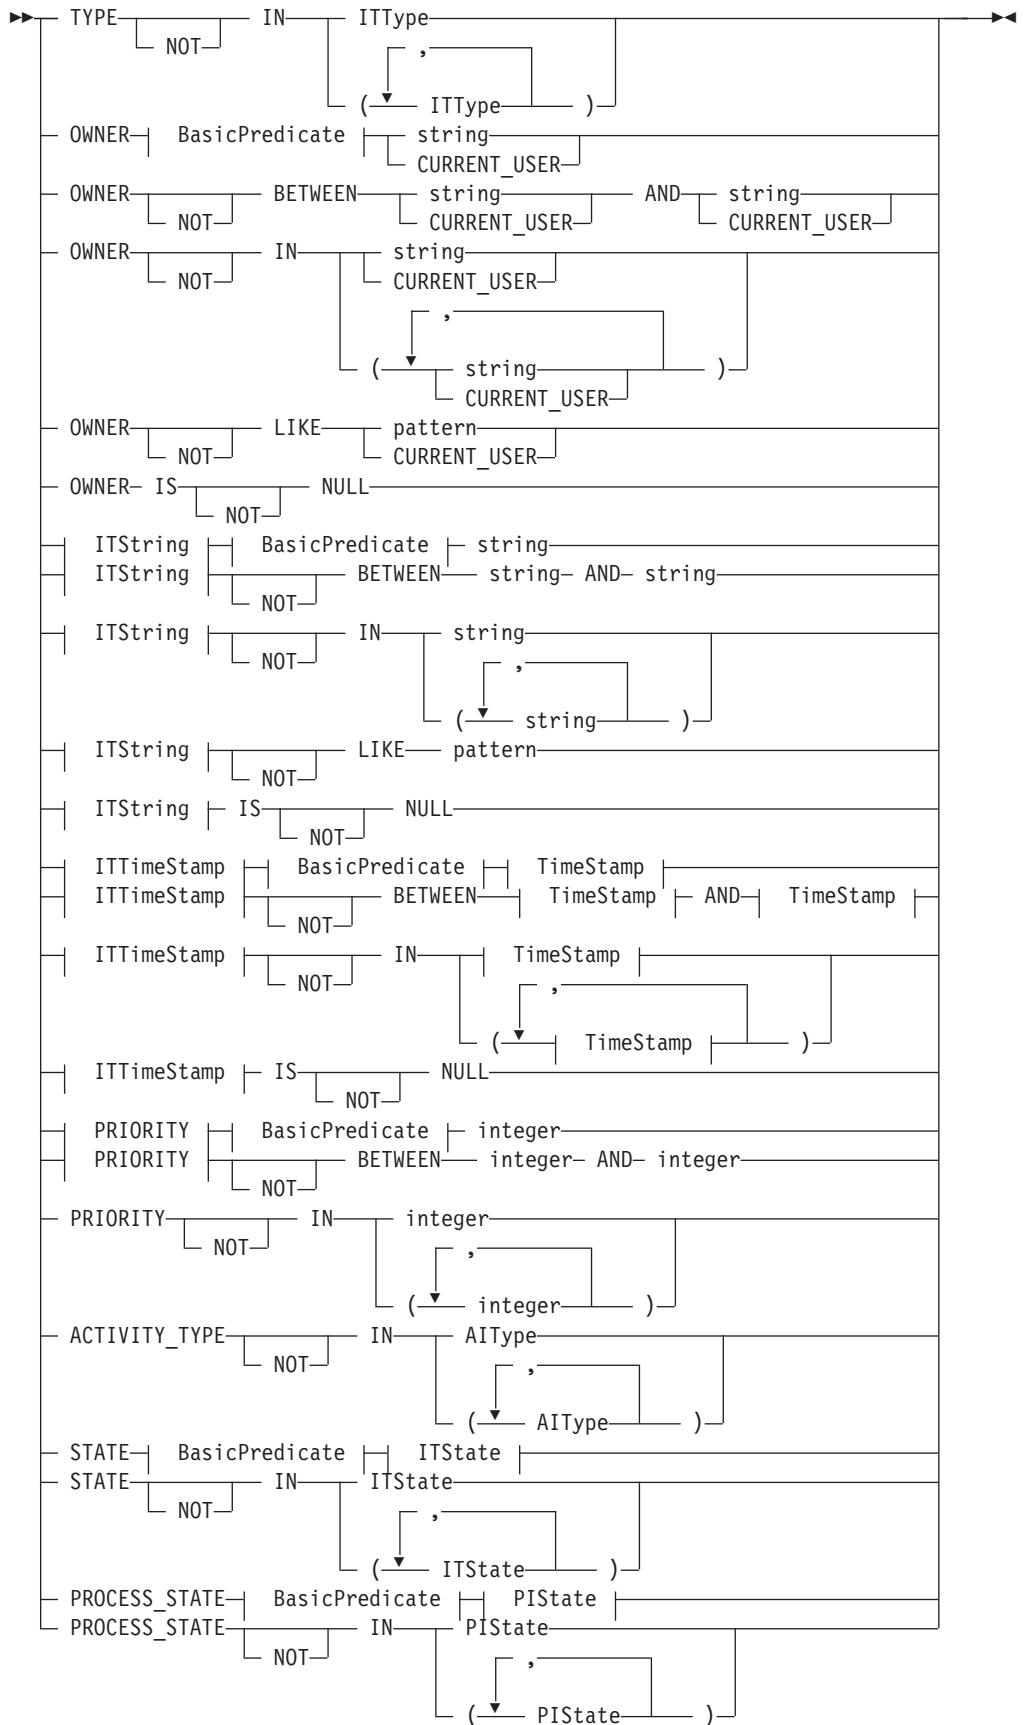 TYPE NOT IN ITType
,
( ITType )
OWNER BasicPredicate string
CURRENT_USER
OWNER NOT BETWEEN string AND string
CURRENT_USER CURRENT_USER
OWNER NOT IN string
CURRENT_USER
,
( string )
CURRENT_USER
OWNER NOT LIKE pattern
CURRENT_USER
OWNER IS NOT NULL
ITString BasicPredicate string
ITString NOT BETWEEN string AND string
ITString NOT IN string
,
( string )
ITString NOT LIKE pattern
ITString IS NOT NULL
ITTimeStamp BasicPredicate TimeStamp
ITTimeStamp NOT BETWEEN TimeStamp AND TimeStamp
ITTimeStamp NOT IN TimeStamp
,
( TimeStamp )
ITTimeStamp IS NOT NULL
PRIORITY BasicPredicate integer
PRIORITY NOT BETWEEN integer AND integer
PRIORITY NOT IN integer
,
( integer )
ACTIVITY_TYPE NOT IN AIType
,
( AIType )
STATE BasicPredicate ITState
STATE NOT IN ITState
,
( ITState )
PROCESS_STATE BasicPredicate PIState
PROCESS_STATE NOT IN PIState
,
( PIState )